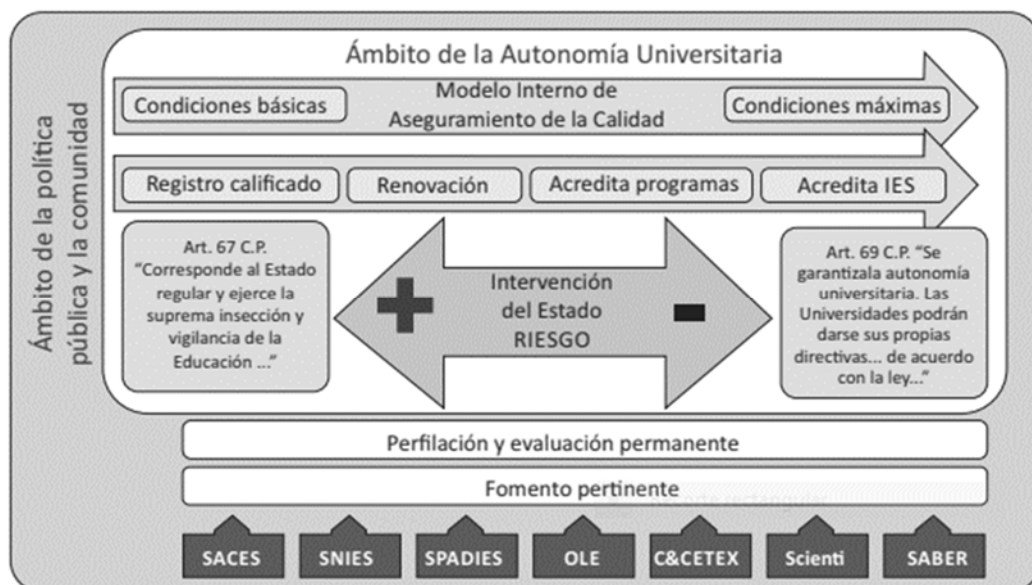 Ámbito de la política
pública y la comunidad
Ámbito de la Autonomía Universitaria
Condiciones básicas
Modelo Interno de
Aseguramiento de la Calidad
Condiciones máximas
Registro calificado
Renovación
Acredita programas
Acredita IES
Art. 67 C.P.
“Corresponde al Estado
regular y ejerce la
suprema insección y
vigilancia de la
Educación ...”
+
Intervención
del Estado
RIESGO
-
Art. 69 C.P. “Se
garantizala autonomía
universitaria. Las
Universidades podrán
darse sus propias
directivas... de acuerdo
con la ley...”
Perfilación y evaluación permanente
Fomento pertinente
Recorte rectangular
SACES
SNIES
SPADIES
OLE
C&CETEX
Scienti
SABER